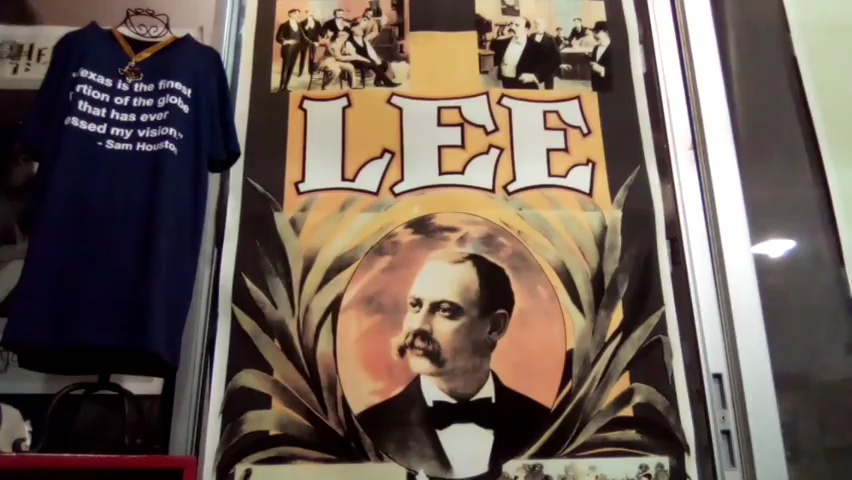 LEE
exas is the finest
rtion of the globe
that has ever
essed my vision."
- Sam Houston